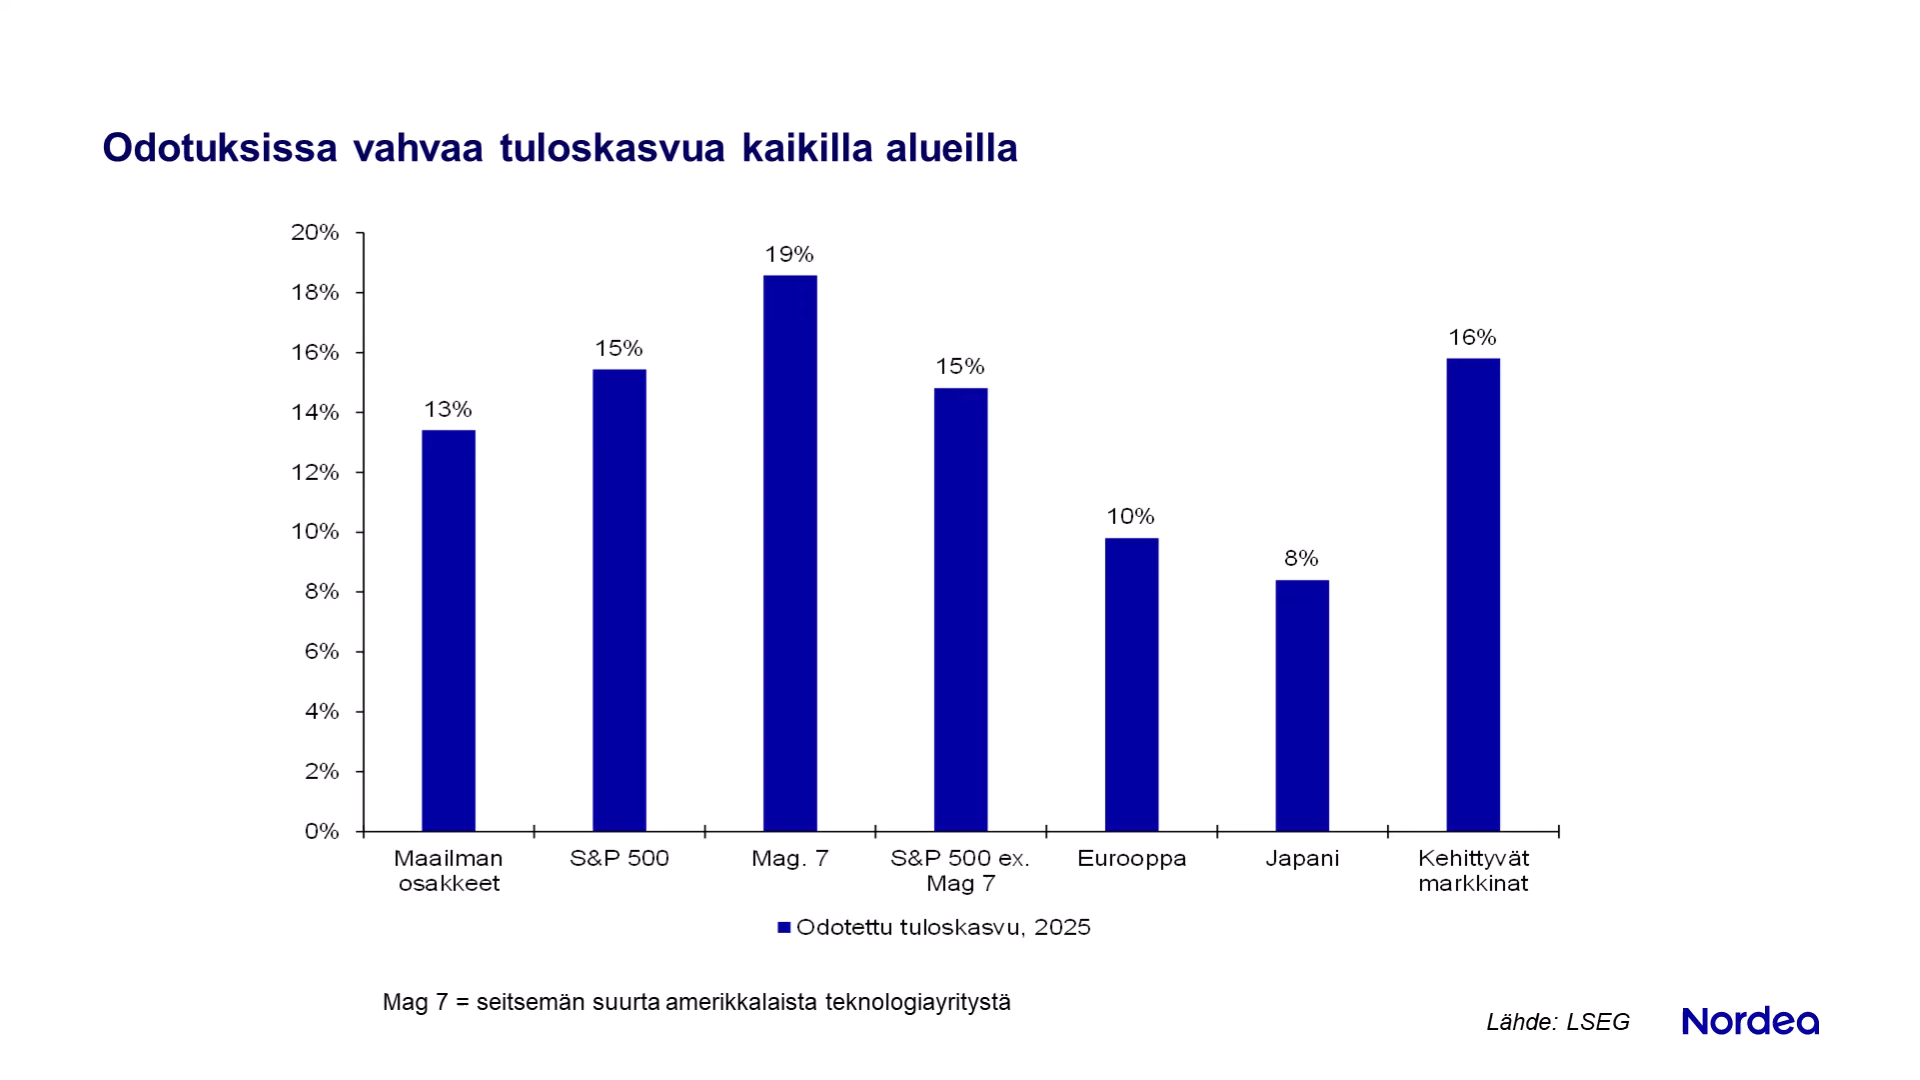 Odotuksissa vahvaa tuloskasvua kaikilla alueilla
20%
18%
16%
14%
12%
10%
8%
6%
4%
2%
0%
13%
15%
19%
15%
10%
8%
16%
Maailman
osakkeet
S&P 500
Mag. 7
S&P 500 ex.
Mag 7
Eurooppa
Japani
Kehittyvät
markkinat
Odotettu tuloskasvu, 2025
Mag 7 = seitsemän suurta amerikkalaista teknologiayritystä
Lähde: LSEG
Nordea